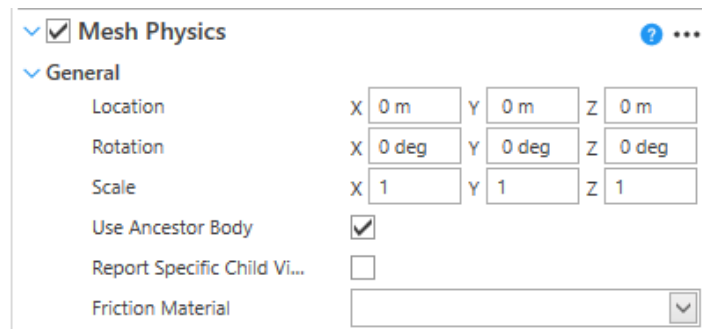 Mesh Physics ? •••
General
Location X 0 m Y 0 m Z 0 m
Rotation X 0 deg Y 0 deg Z 0 deg
Scale X 1 Y 1 Z 1
Use Ancestor Body
Report Specific Child Vi...
Friction Material